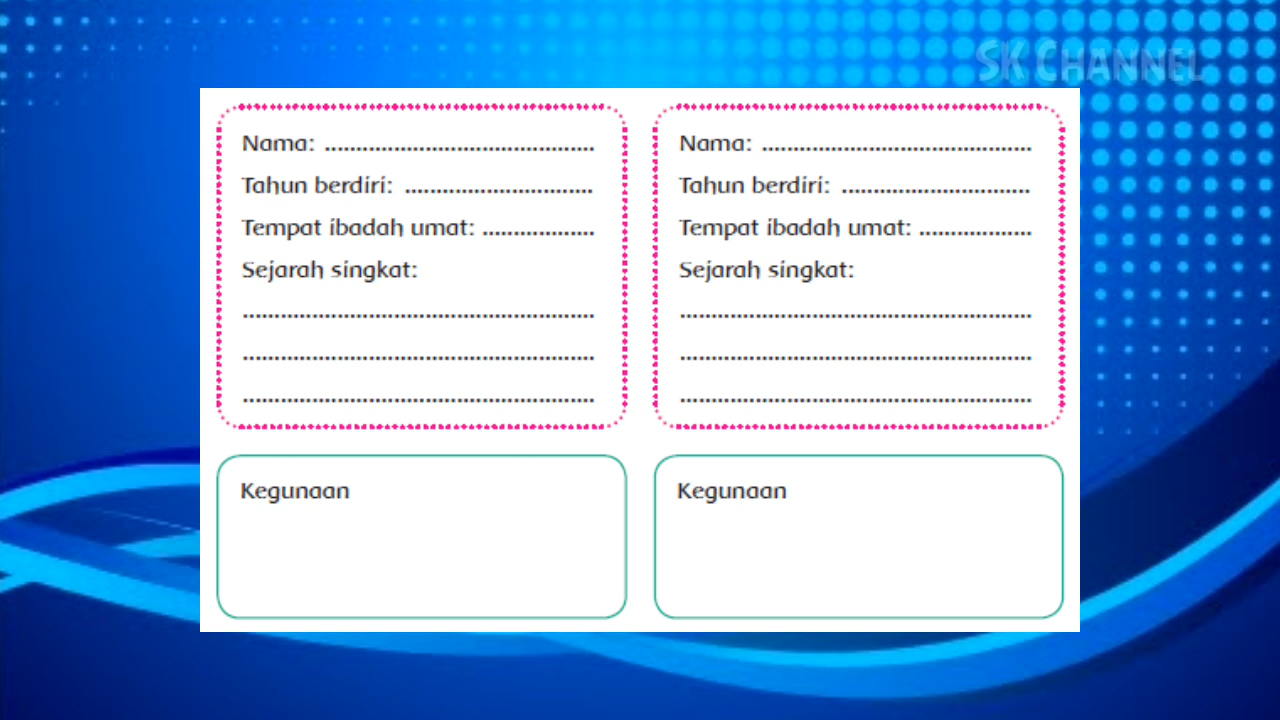 SK CHANNEL
Nama: ...........................................
Tahun berdiri: ..............................
Tempat ibadah umat: ..................
Sejarah singkat:
........................................................
........................................................
........................................................
Kegunaan
Nama: ...........................................
Tahun berdiri: ..............................
Tempat ibadah umat: ..................
Sejarah singkat:
........................................................
........................................................
........................................................
Kegunaan